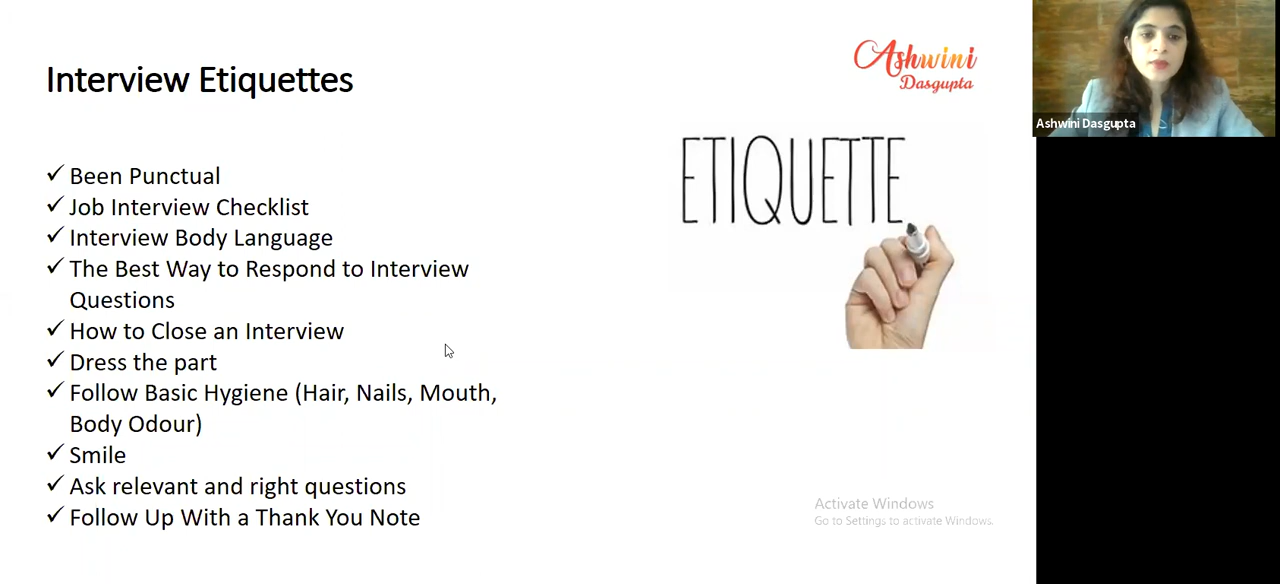 Interview Etiquettes
✓ Been Punctual
✓ Job Interview Checklist
✓ Interview Body Language
✓ The Best Way to Respond to Interview
Questions
✓ How to Close an Interview
✓ Dress the part
✓ Follow Basic Hygiene (Hair, Nails, Mouth,
Body Odour)
✓ Smile
✓ Ask relevant and right questions
✓ Follow Up With a Thank You Note
Ashwini
Dasgupta
ETIQUETTE
Activate Windows
Go to Settings to activate Windows.
Ashwini Dasgupta